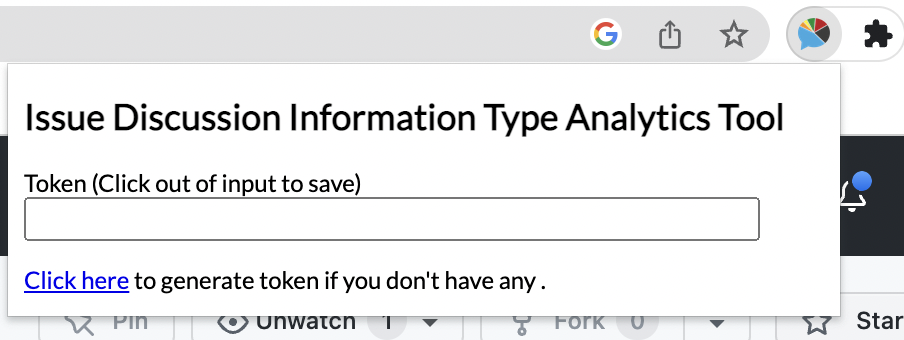 Issue Discussion Information Type Analytics Tool
Token (Click out of input to save)
Click here to generate token if you don't have any .
Pin Unwatch 1 Fork 0 Star